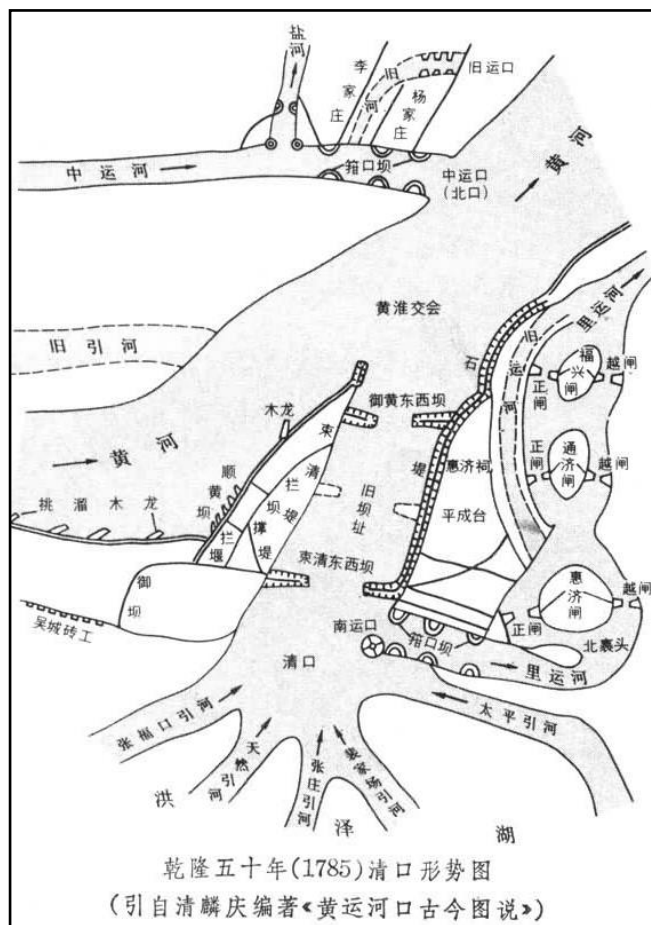 盐河
李家庄
旧河
杨家庄
旧运口
中运河
箝口坝
中运口
(北口)
黄河
黄淮交会
旧引河
石堤
旧运河
里运河
福兴闸
越闸
正闸
御黄东西坝
木龙
束清堤
黄河
顺黄坝
拦坝
惠济祠
正闸
通济闸
越闸
挑溜木龙
旧坝址
平成台
拦堰
撑堤
束清东西坝
御坝
惠济闸
越闸
吴城砖工
南运口
箝口坝
正闸
北裹头
清口
里运河
张福口引河
天然引河
张庄引河
裴家场引河
太平引河
洪泽湖
乾隆五十年(1785)清口形势图
(引自清麟庆编著《黄运河口古今图说》)